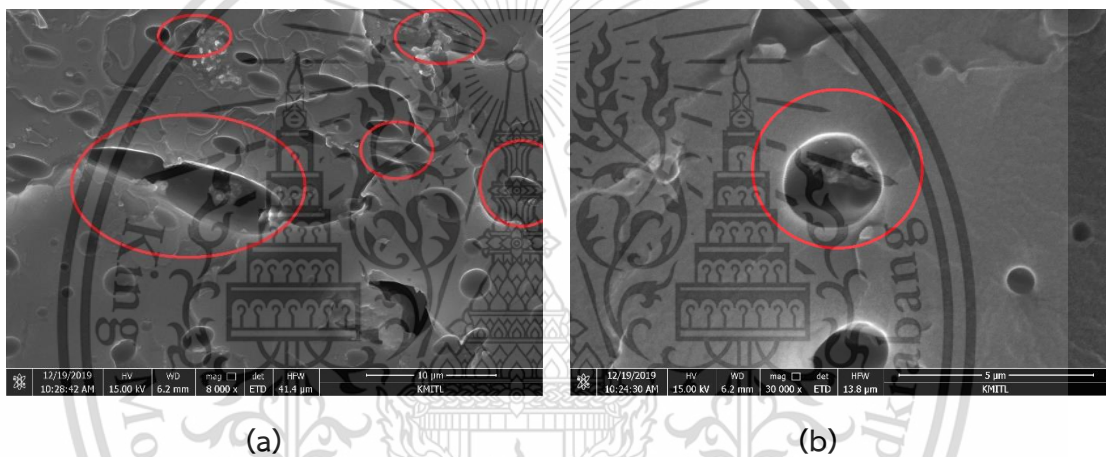 12/19/2019 HV WD mag det HFW 10 µm
10:28:42 AM 15.00 kV 6.2 mm 8 000 x ETD 41.4 µm KMITL
12/19/2019 HV WD mag det HFW 5 µm
10:24:30 AM 15.00 kV 6.2 mm 30 000 x ETD 13.8 µm KMITL
(a)
(b)
King